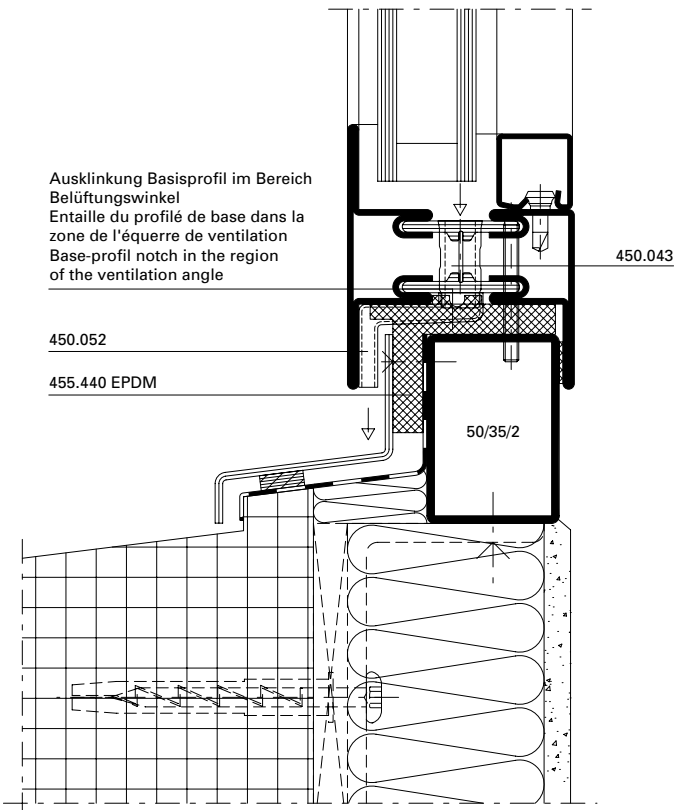 Ausklinkung Basisprofil im Bereich
Belüftungswinkel
Entaille du profilé de base dans la
zone de l'équerre de ventilation
Base-profil notch in the region
of the ventilation angle
450.043
450.052
455.440 EPDM
50/35/2